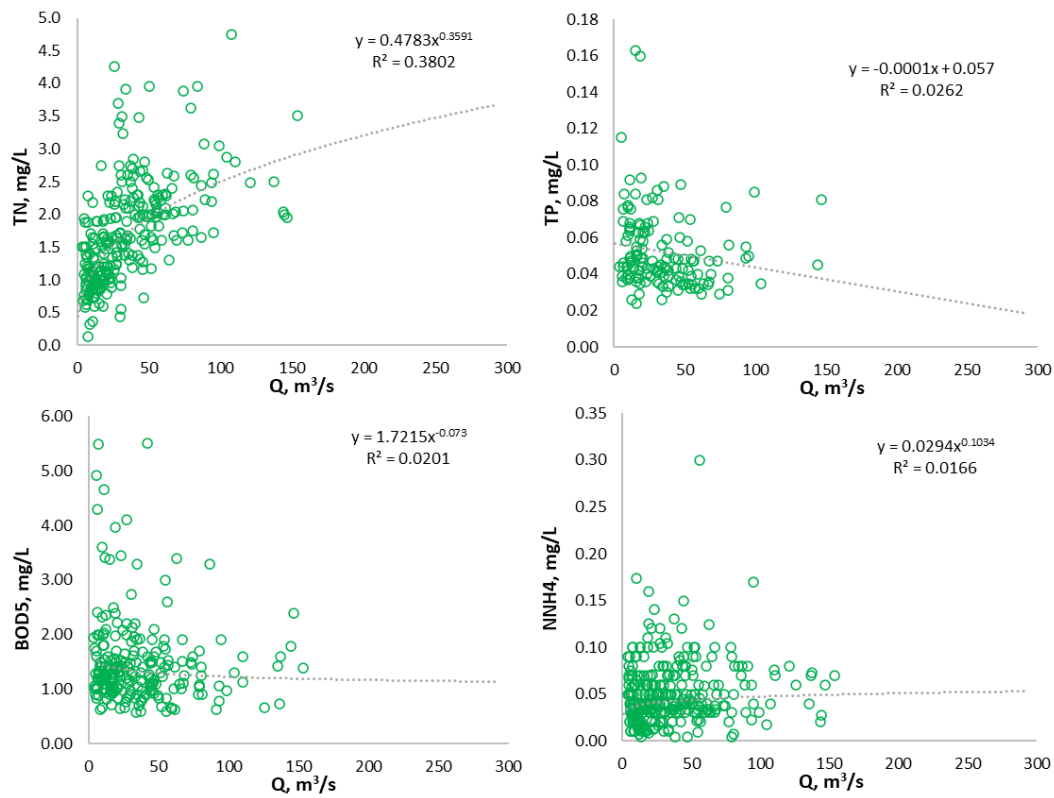 5.0
4.5
4.0
3.5
3.0
2.5
2.0
1.5
1.0
0.5
0.0
TN, mg/L
y = 0.4783x^0.3591
R² = 0.3802
0 50 100 150 200 250 300
Q, m³/s
0.18
0.16
0.14
0.12
0.10
0.08
0.06
0.04
0.02
0.00
TP, mg/L
y = -0.0001x + 0.057
R² = 0.0262
0 50 100 150 200 250 300
Q, m³/s
6.00
5.00
4.00
3.00
2.00
1.00
0.00
BOD5, mg/L
y = 1.7215x^-0.073
R² = 0.0201
0 50 100 150 200 250 300
Q, m³/s
0.35
0.30
0.25
0.20
0.15
0.10
0.05
0.00
NNH4, mg/L
y = 0.0294x^0.1034
R² = 0.0166
0 50 100 150 200 250 300
Q, m³/s